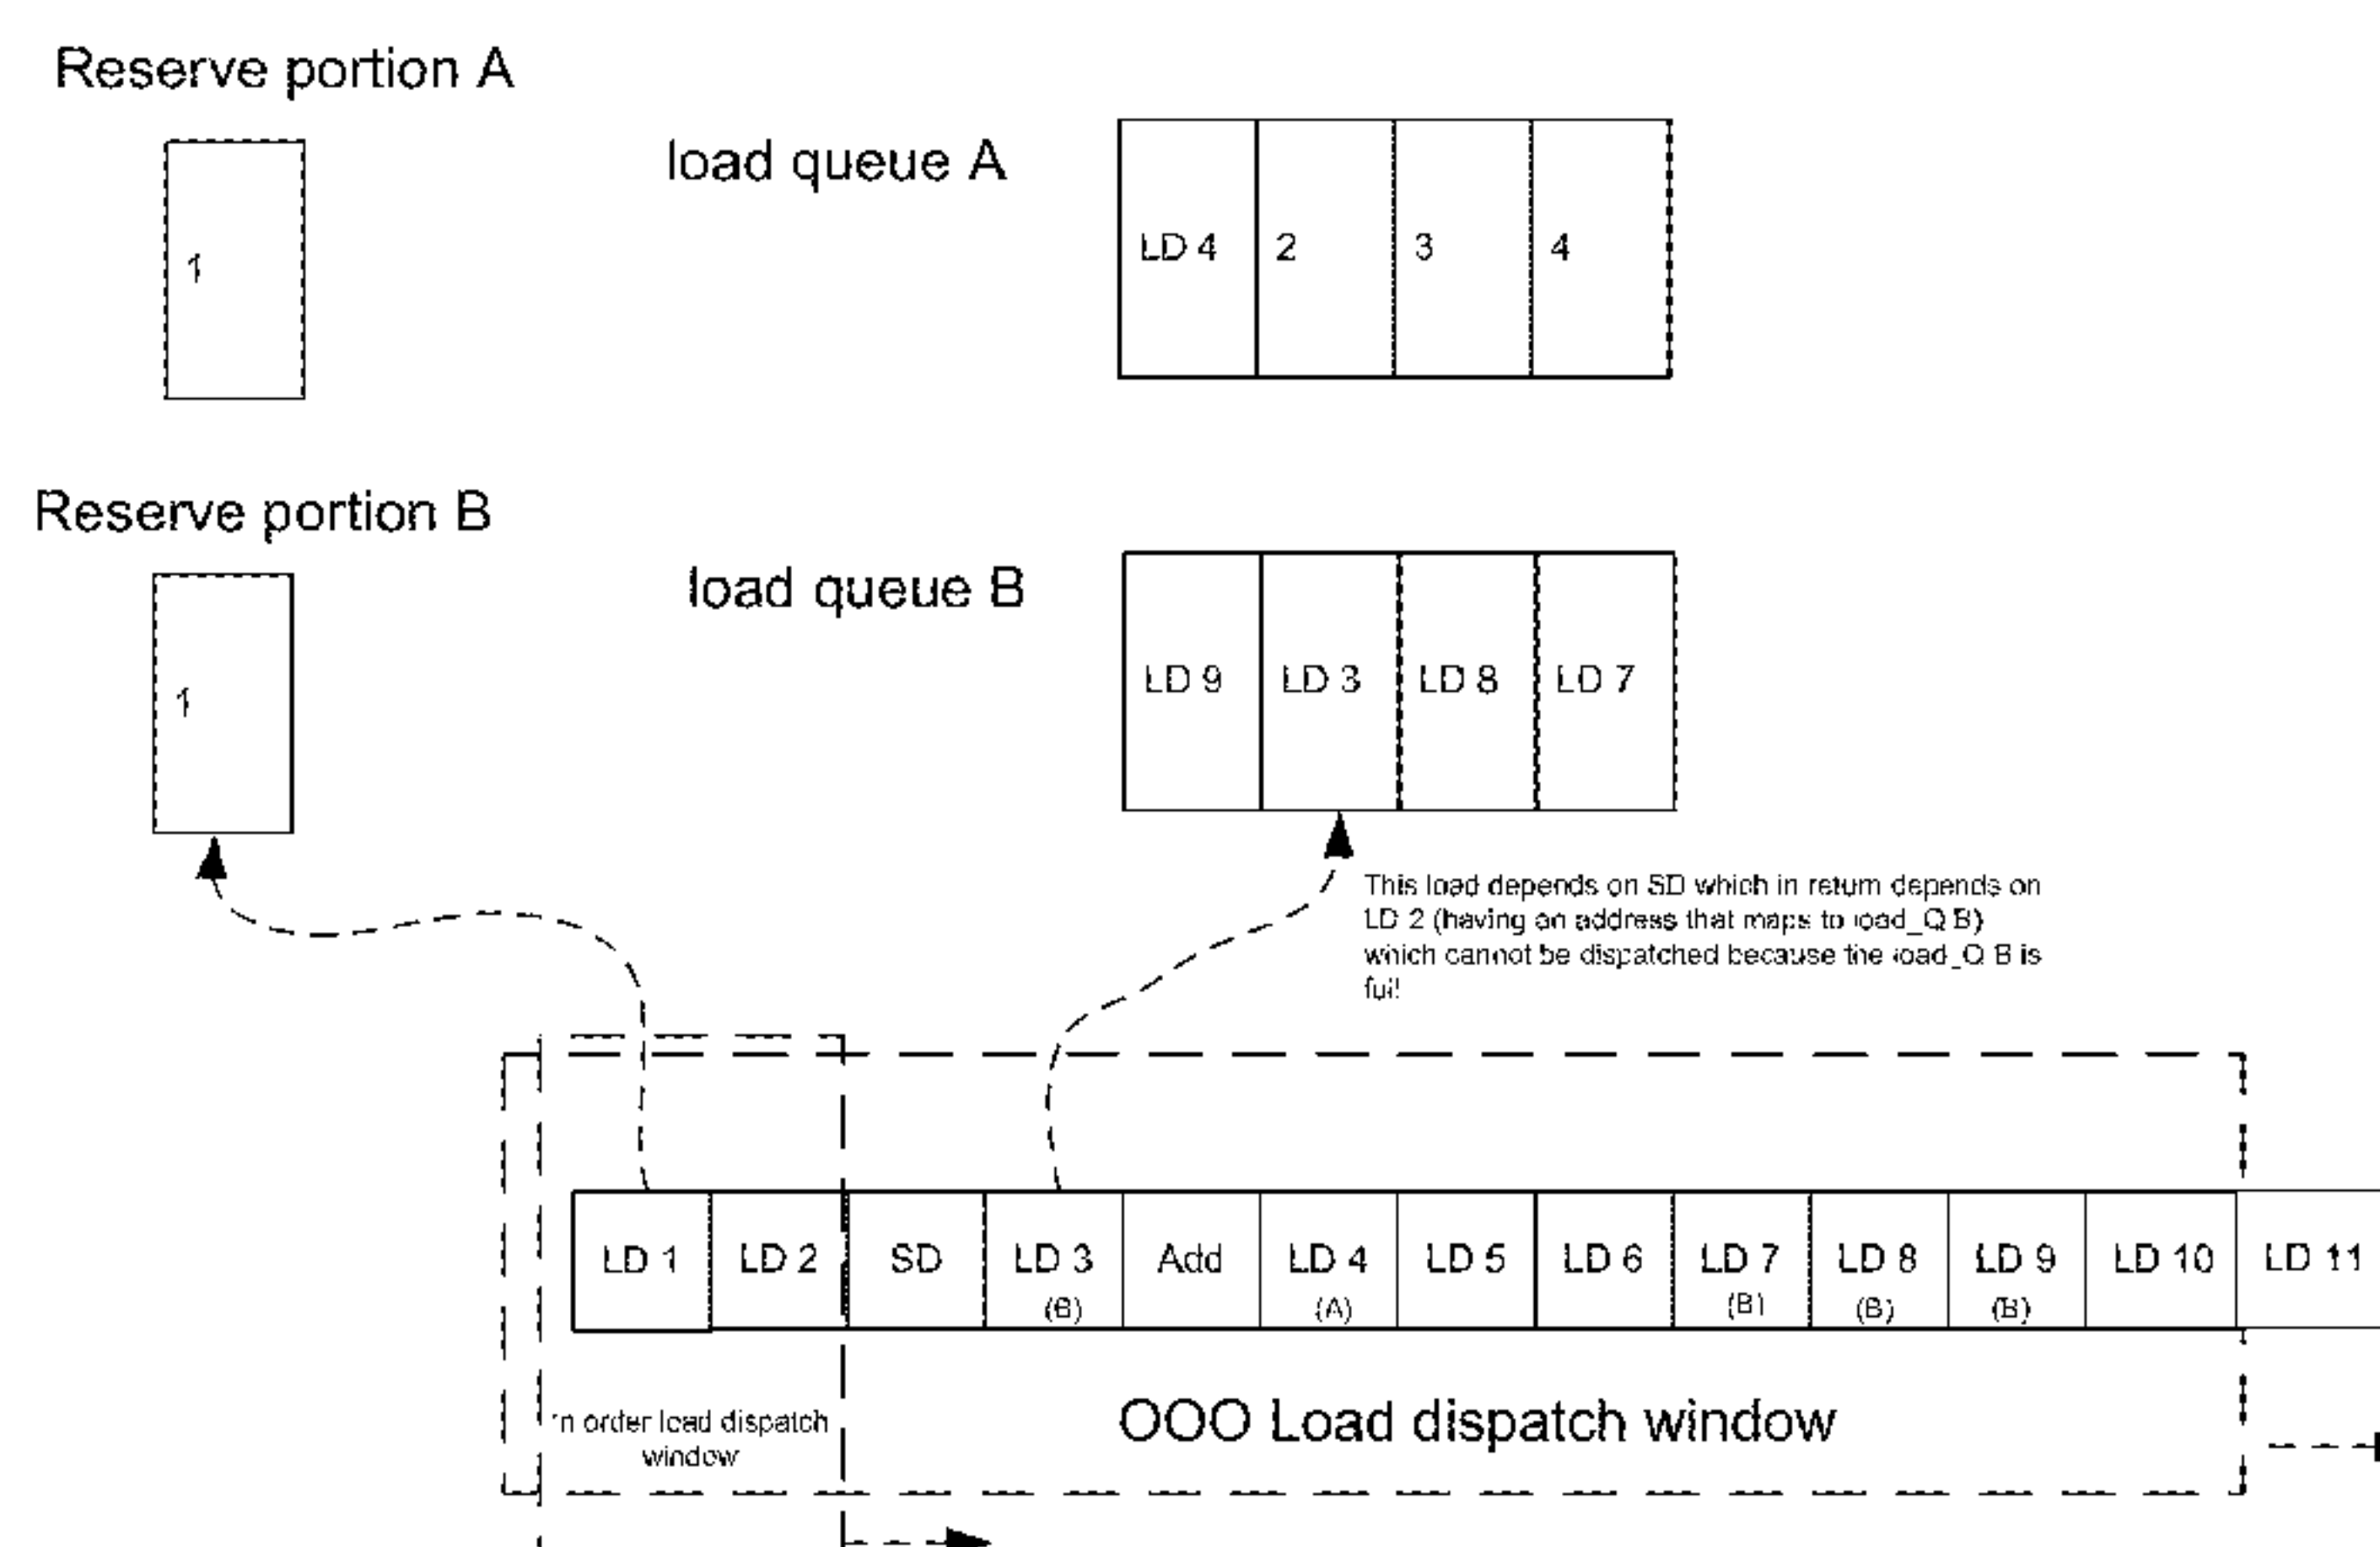 Reserve portion A
1
load queue A
LD 4 2 3 4
Reserve portion B
1
load queue B
LD 9 LD 3 LD 8 LD 7
This load depends on SD which in return depends on
LD 2 (having an address that maps to load_Q B)
which cannot be dispatched because the load_Q B is
full
LD 1 LD 2 SD LD 3 Add LD 4 LD 5 LD 6 LD 7 LD 8 LD 9 LD 10 LD 11
(B) (A) (B) (B) (B)
In order load dispatch
window
OOO Load dispatch window